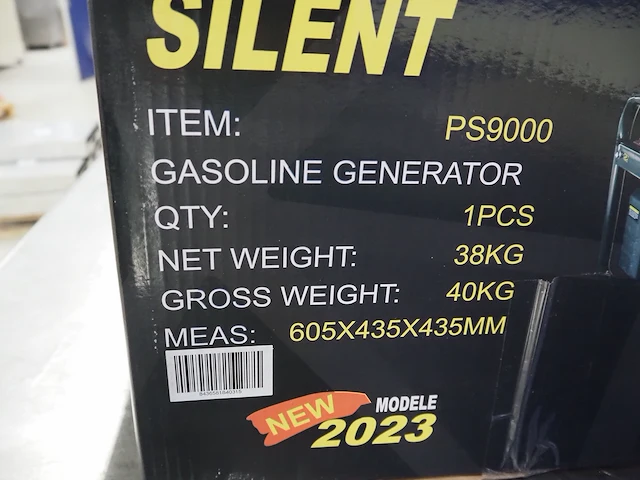 SILENT
ITEM: PS9000
GASOLINE GENERATOR
QTY: 1PCS
NET WEIGHT: 38KG
GROSS WEIGHT: 40KG
MEAS: 605X435X435MM
NEW MODELE
2023